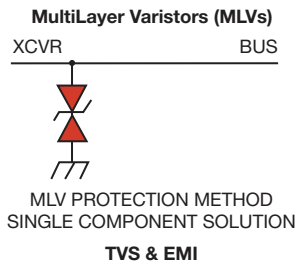 MultiLayer Varistors (MLVs)
XCVR BUS
MLV PROTECTION METHOD
SINGLE COMPONENT SOLUTION
TVS & EMI